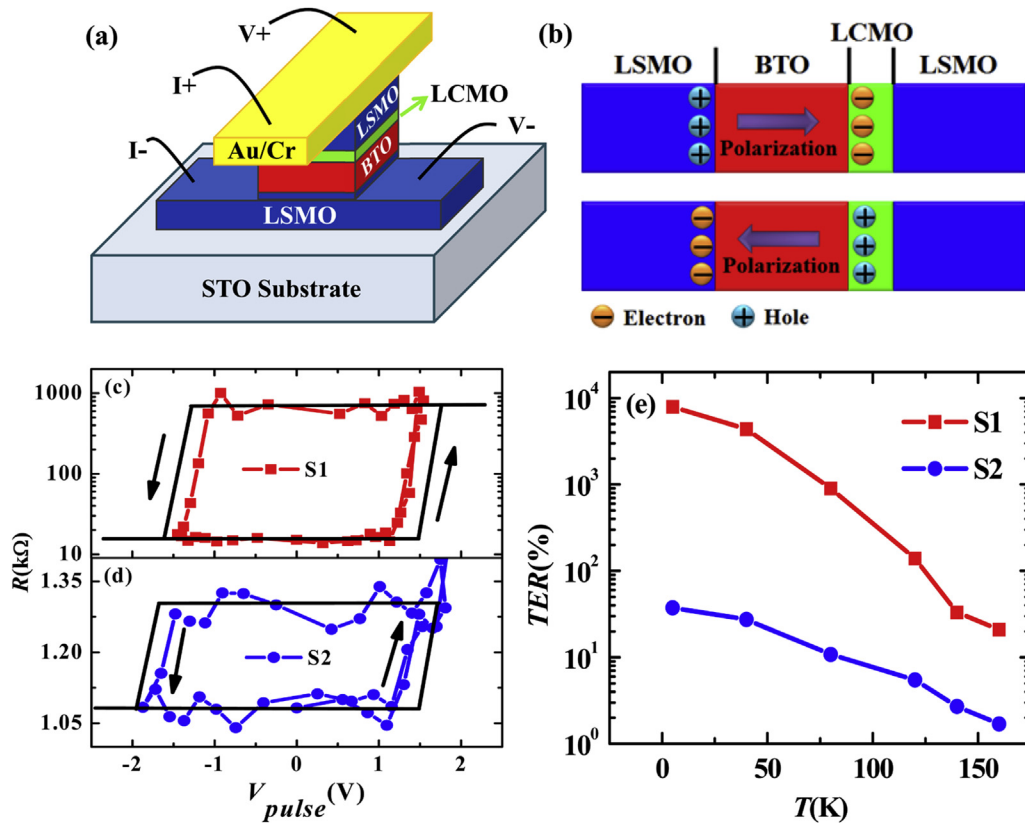 (a)
V+
I+
LCMO
LSMO
V-
I-
Au/Cr
BTO
LSMO
STO Substrate
(b)
LCMO
LSMO BTO LSMO
Polarization
Polarization
Electron Hole
(c)
1000
100
10
S1
R(kΩ)
(d)
1.35
1.20
1.05
S2
-2 -1 0 1 2
V pulse (V)
(e)
S1
S2
10^4
10^3
10^2
10^1
10^0
TER(%)
0 50 100 150
T(K)